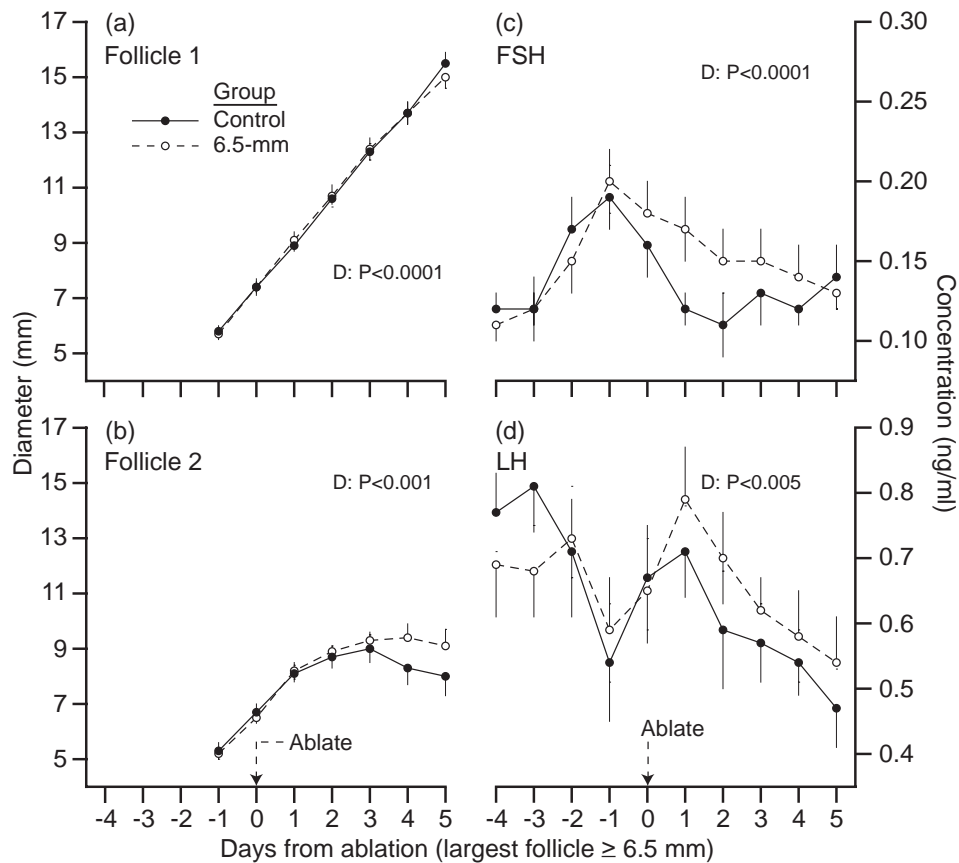 (a)
Follicle 1
Group
Control
6.5-mm
D: P<0.0001
17
15
13
11
9
7
5
(c)
FSH
D: P<0.0001
0.30
0.25
0.20
0.15
0.10
(b)
Follicle 2
D: P<0.001
Ablate
17
15
13
11
9
7
5
(d)
LH
D: P<0.005
Ablate
0.9
0.8
0.7
0.6
0.5
0.4
Diameter (mm)
Concentration (ng/ml)
-4 -3 -2 -1 0 1 2 3 4 5
-4 -3 -2 -1 0 1 2 3 4 5
Days from ablation (largest follicle ≥ 6.5 mm)